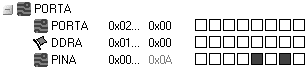 PORTA
PORTA 0x02... 0x00
DDRA 0x01... 0x00
PINA 0x00... 0x0A